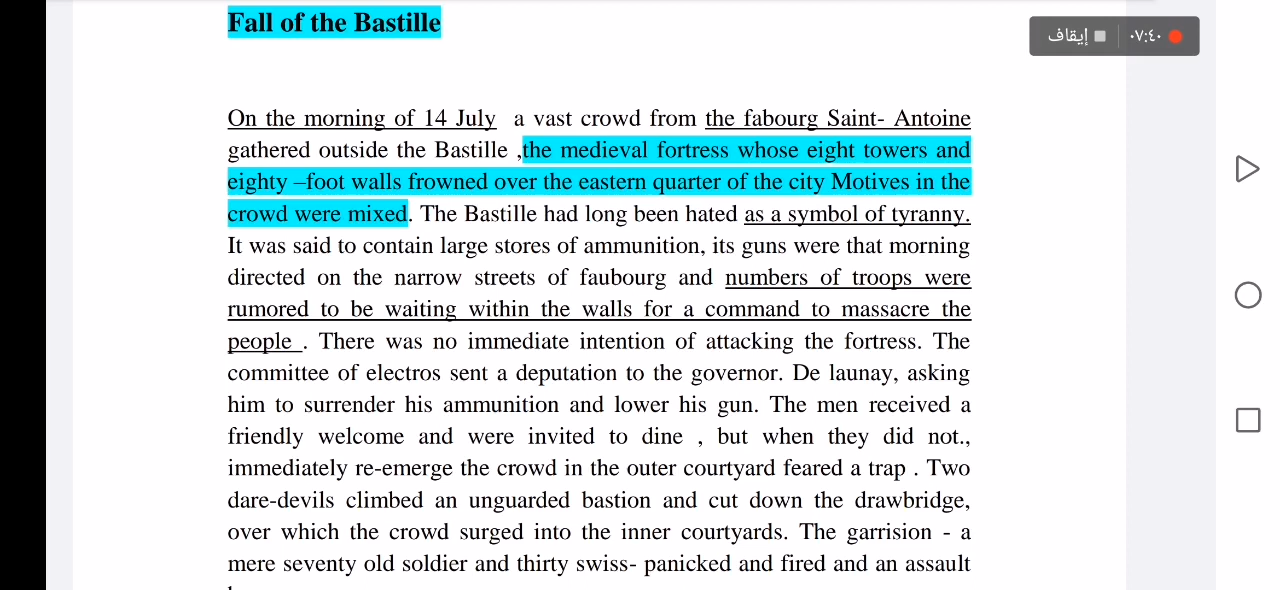 Fall of the Bastille
إيقاف ٠٧:٤٠
On the morning of 14 July a vast crowd from the fabourg Saint- Antoine
gathered outside the Bastille ,the medieval fortress whose eight towers and
eighty –foot walls frowned over the eastern quarter of the city Motives in the
crowd were mixed. The Bastille had long been hated as a symbol of tyranny.
It was said to contain large stores of ammunition, its guns were that morning
directed on the narrow streets of faubourg and numbers of troops were
rumored to be waiting within the walls for a command to massacre the
people . There was no immediate intention of attacking the fortress. The
committee of electros sent a deputation to the governor. De launay, asking
him to surrender his ammunition and lower his gun. The men received a
friendly welcome and were invited to dine , but when they did not.,
immediately re-emerge the crowd in the outer courtyard feared a trap . Two
dare-devils climbed an unguarded bastion and cut down the drawbridge,
over which the crowd surged into the inner courtyards. The garrision - a
mere seventy old soldier and thirty swiss- panicked and fired and an assault